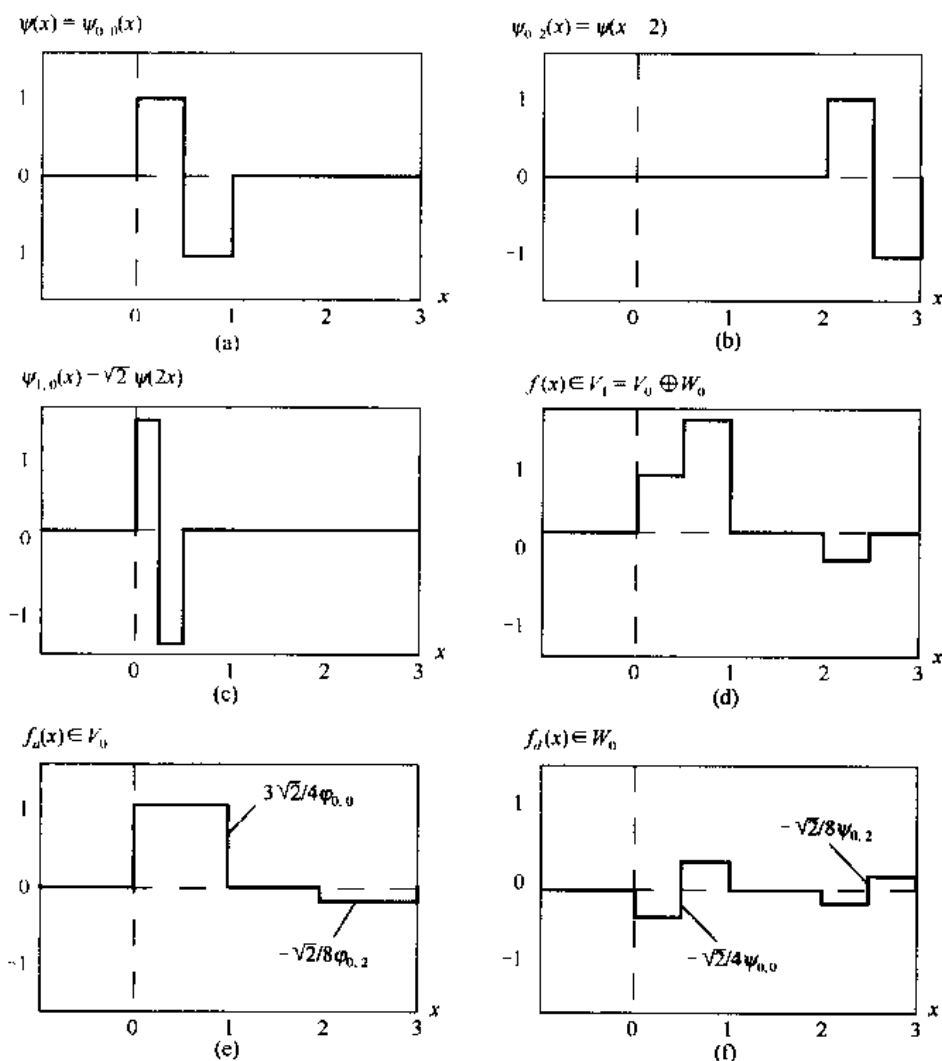 ψ(x) = ψ₀ ₀(x)
1
0
1
0 1 2 3 x
(a)
ψ₀ ₂(x) = ψ(x 2)
1
0
-1
0 1 2 3 x
(b)
ψ₁,₀(x) − √2 ψ(2x)
1
0
-1
0 1 2 3 x
(c)
f(x) ∈ V₁ = V₀ ⊕ W₀
1
0
-1
0 1 2 3 x
(d)
fₐ(x) ∈ V₀
3√2/4φ₀,₀
1
0
-1
-√2/8φ₀,₂
0 1 2 3 x
(e)
f_d(x) ∈ W₀
1
-√2/8ψ₀,₂
0
-1
-√2/4ψ₀,₀
0 1 2 3 x
(f)